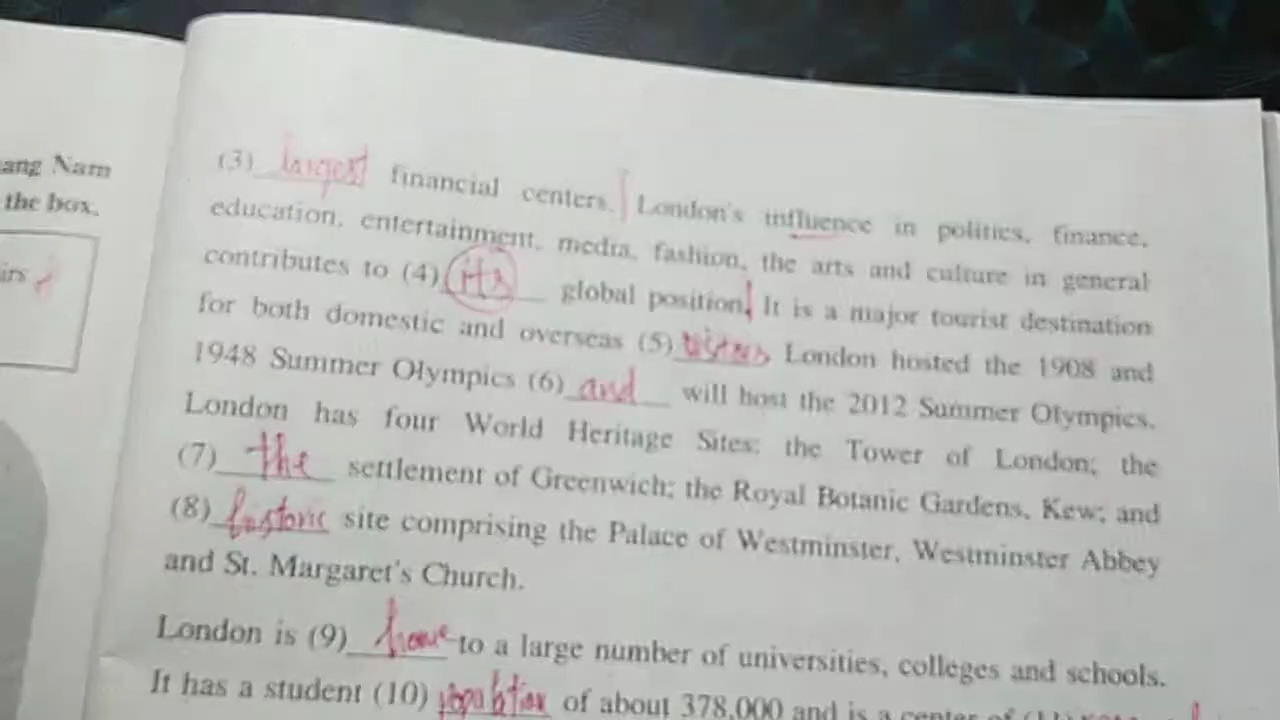 ang Nam
the box.
irs
(3) largest financial centers. London's influence in politics, finance,
education, entertainment, media, fashion, the arts and culture in general
contributes to (4) its global position. It is a major tourist destination
for both domestic and overseas (5) visitors London hosted the 1908 and
1948 Summer Olympics (6) and will host the 2012 Summer Olympics.
London has four World Heritage Sites: the Tower of London; the
(7) the settlement of Greenwich; the Royal Botanic Gardens, Kew; and
(8) historic site comprising the Palace of Westminster, Westminster Abbey
and St. Margaret's Church.
London is (9) home to a large number of universities, colleges and schools.
It has a student (10) population of about 378,000 and is a center of (11)